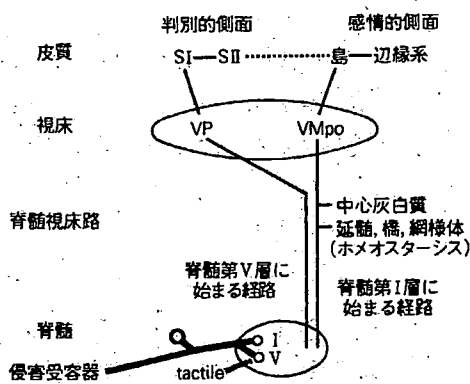 判別的側面
感情的側面
皮質
SI
SII
島
辺縁系
視床
VP
VMpo
脊髄視床路
中心灰白質
延髄, 橋, 網様体
(ホメオスターシス)
脊髄第V層に
始まる経路
脊髄第I層に
始まる経路
脊髄
I
V
侵害受容器
tactile